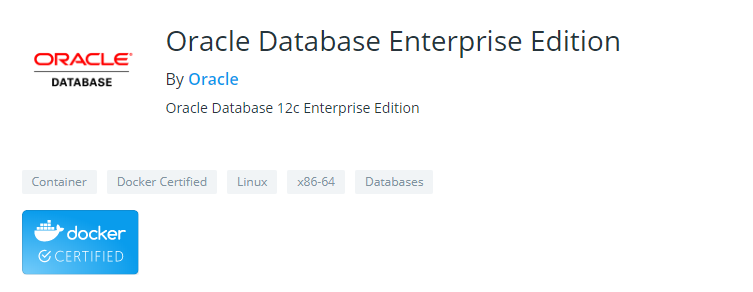 ORACLE®
DATABASE
Oracle Database Enterprise Edition
By Oracle
Oracle Database 12c Enterprise Edition
Container Docker Certified Linux x86-64 Databases
docker
CERTIFIED